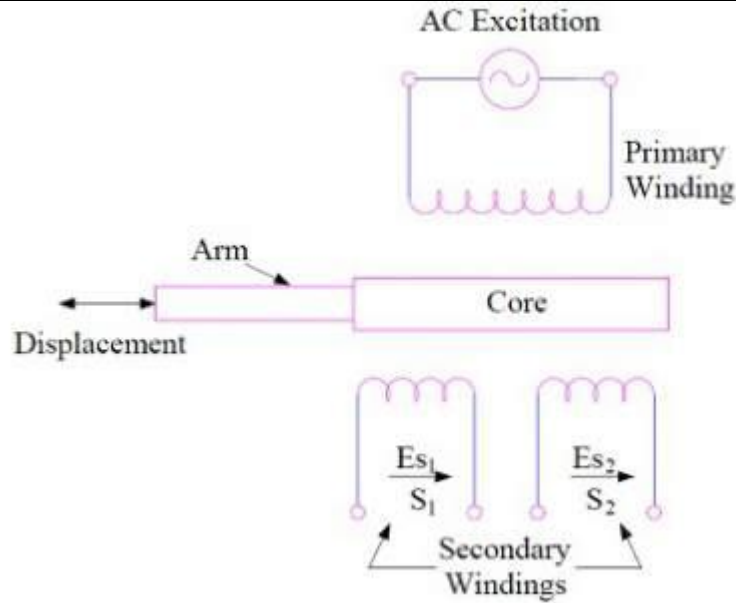 AC Excitation
Primary
Winding
Arm
Core
Displacement
Es₁
S₁
Es₂
S₂
Secondary
Windings